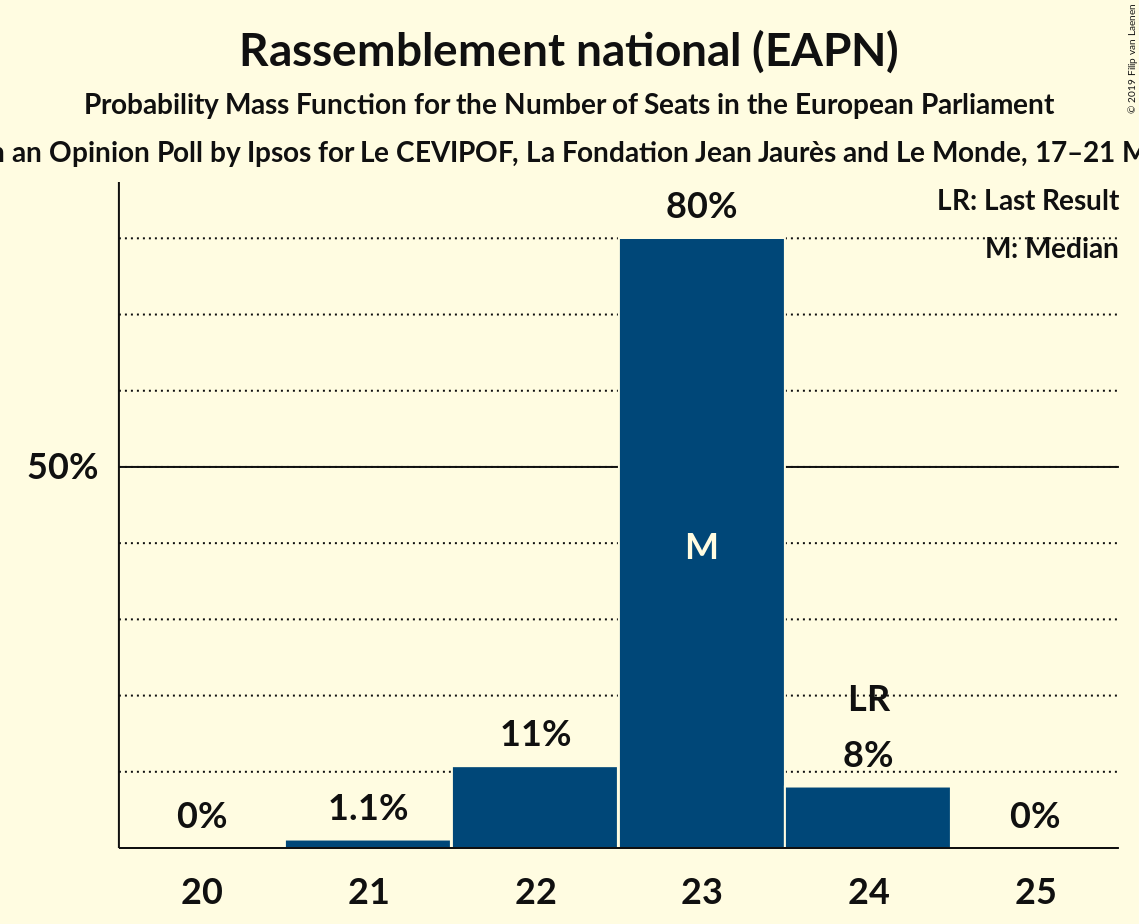 Rassemblement national (EAPN)
Probability Mass Function for the Number of Seats in the European Parliament
an Opinion Poll by Ipsos for Le CEVIPOF, La Fondation Jean Jaurès and Le Monde, 17–21
© 2019 Filip van Laenen
LR: Last Result
M: Median
80%
50%
M
LR
11%
8%
1.1%
0%
0%
20 21 22 23 24 25